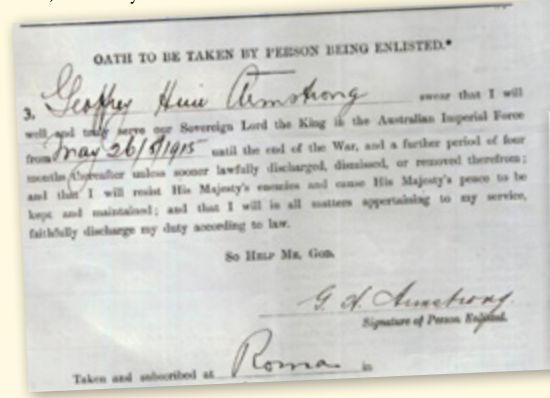 OATH TO BE TAKEN BY PERSON BEING ENLISTED.*
3. Geoffrey Armstrong swear that I will
well and truly serve our Sovereign Lord the King in the Australian Imperial Force
from May 26/5/1915 until the end of the War, and a further period of four
months thereafter unless sooner lawfully discharged, dismissed, or removed therefrom;
and that I will resist His Majesty's enemies and cause His Majesty's peace to be
kept and maintained; and that I will in all matters appertaining to my service,
faithfully discharge my duty according to law.
SO HELP ME, GOD.
G. H. Armstrong
Signature of Person Enlisted.
Taken and subscribed at Roma in